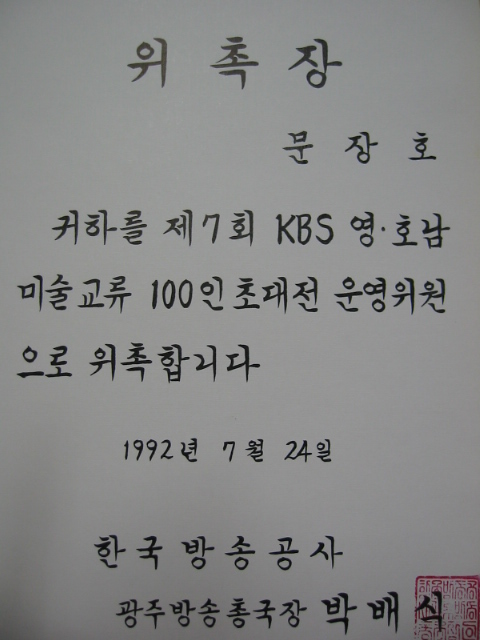 위 촉 장
문 장 호
귀하를 제7회 KBS 영·호남
미술교류 100인초대전 운영위원
으로 위촉합니다
1992년 7월 24일
한국방송공사
광주방송총국장 박배식